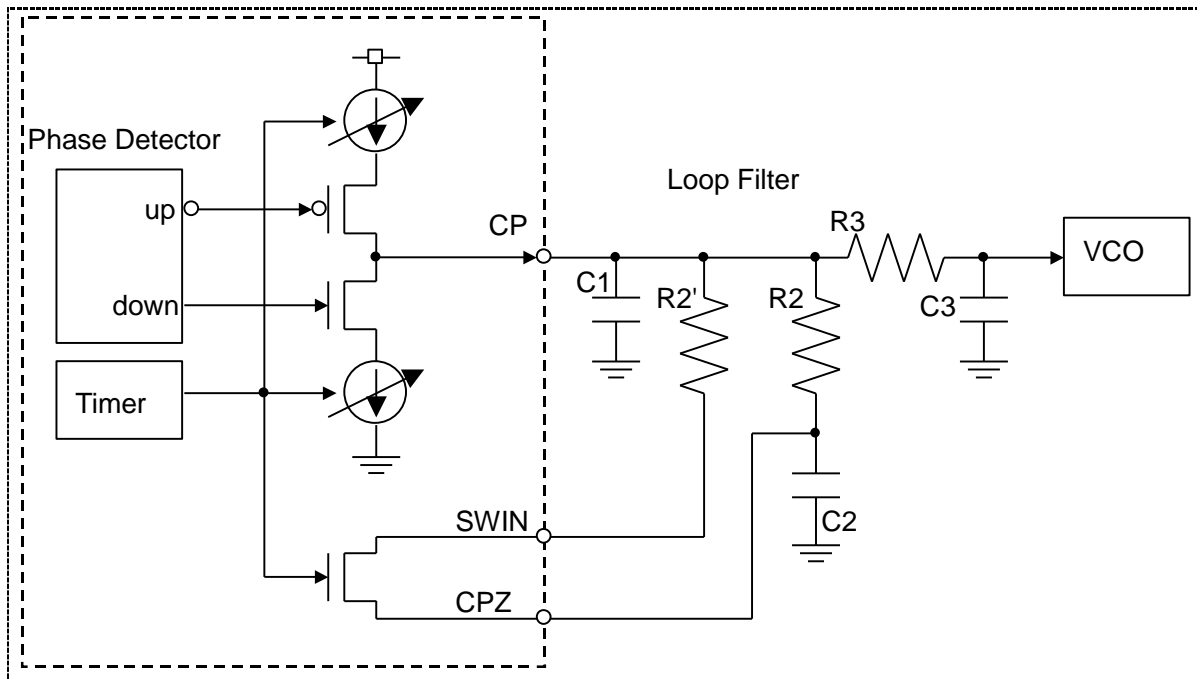 Phase Detector
up
down
Timer
CP
SWIN
CPZ
Loop Filter
C1
R2'
R2
R3
C3
C2
VCO